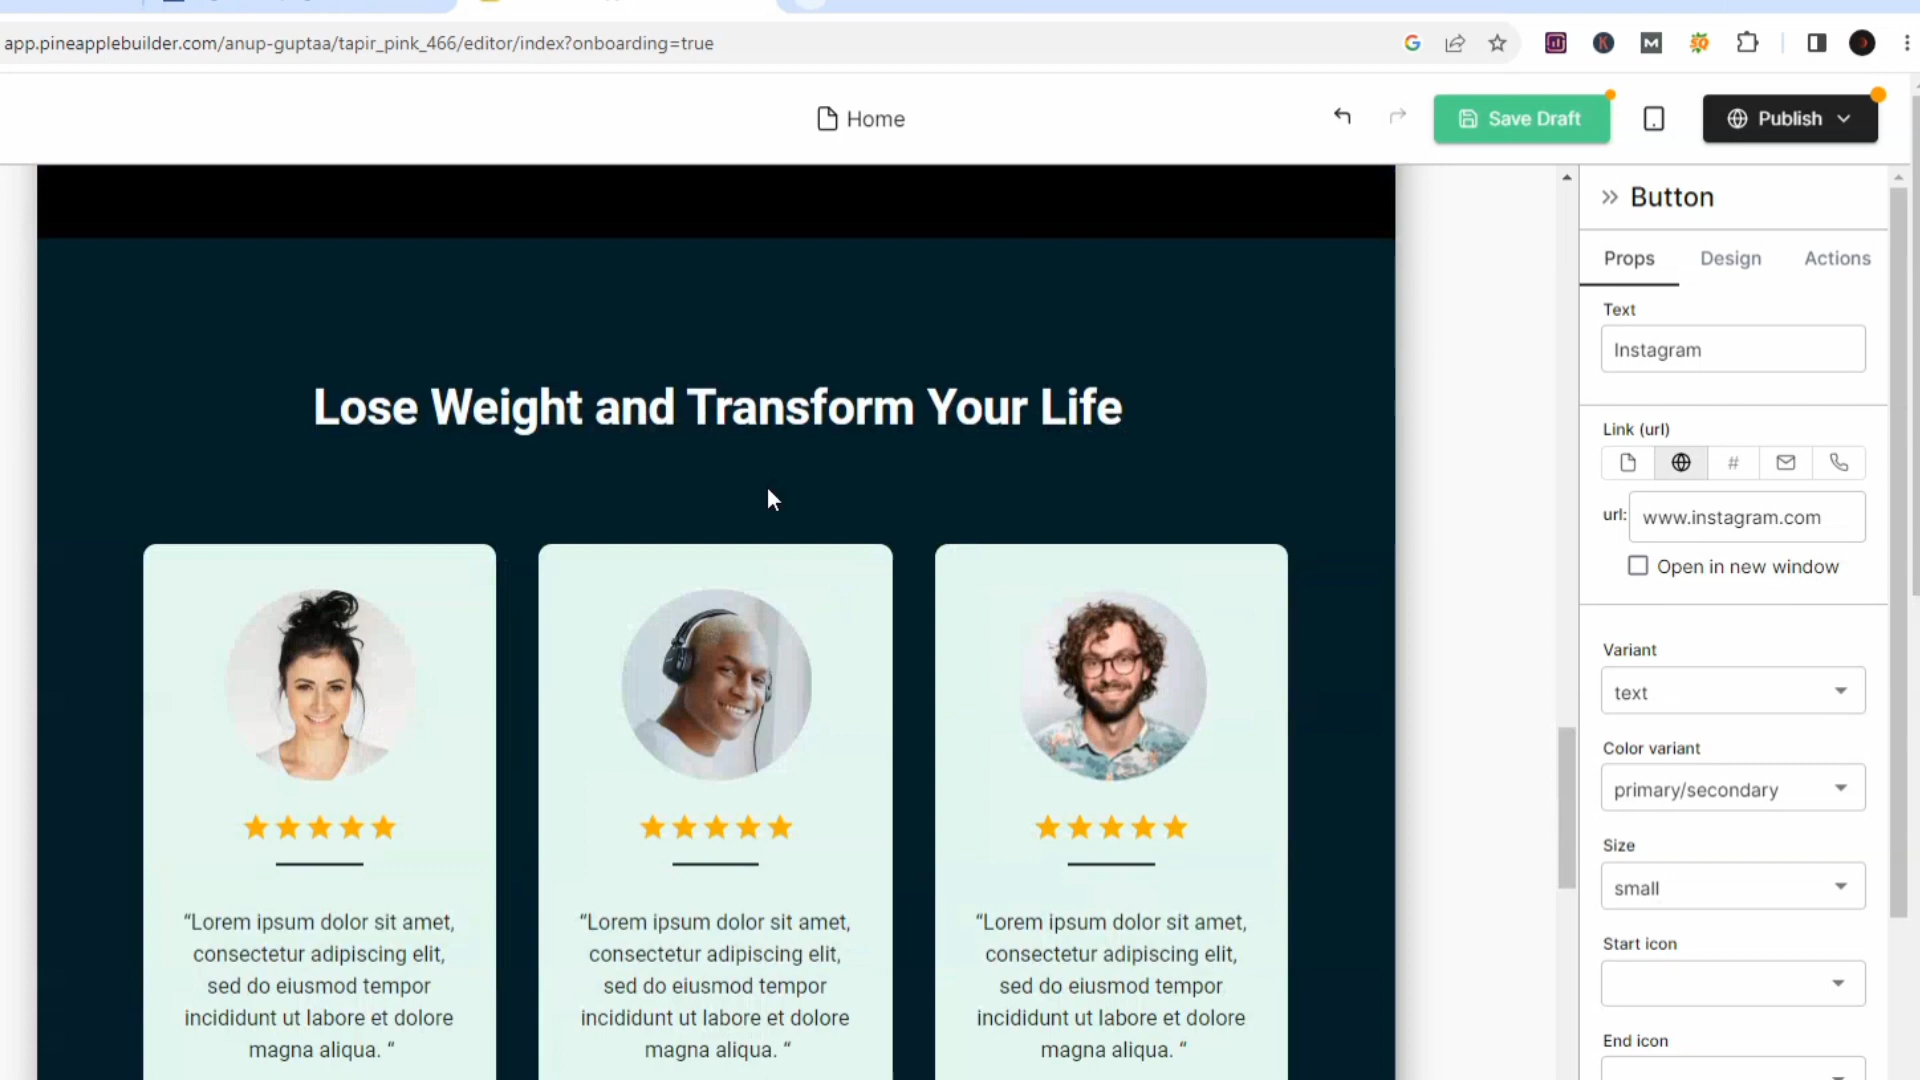 app.pineapplebuilder.com/anup-guptaa/tapir_pink_466/editor/index?onboarding=true
Home
Save Draft
Publish
Button
Props Design Actions
Text
Instagram
Link (url)
#
url: www.instagram.com
Open in new window
Variant
text
Color variant
primary/secondary
Size
small
Start icon
End icon
Lose Weight and Transform Your Life
“Lorem ipsum dolor sit amet,
consectetur adipiscing elit,
sed do eiusmod tempor
incididunt ut labore et dolore
magna aliqua. “
“Lorem ipsum dolor sit amet,
consectetur adipiscing elit,
sed do eiusmod tempor
incididunt ut labore et dolore
magna aliqua. “
“Lorem ipsum dolor sit amet,
consectetur adipiscing elit,
sed do eiusmod tempor
incididunt ut labore et dolore
magna aliqua. “